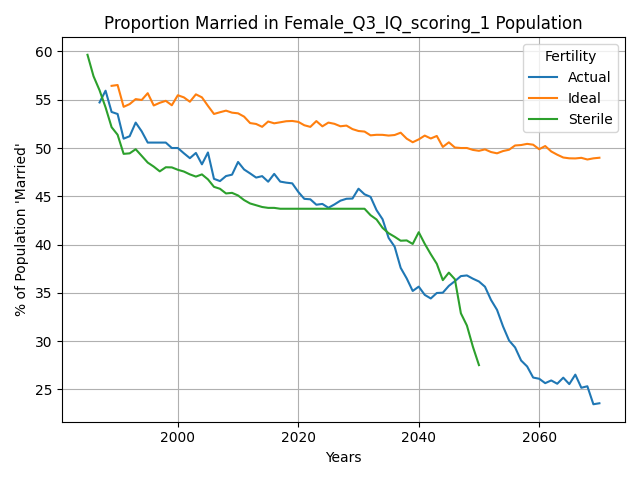 Proportion Married in Female_Q3_IQ_scoring_1 Population
% of Population 'Married'
60
55
50
45
40
35
30
25
Fertility
Actual
Ideal
Sterile
2000
2020
2040
2060
Years